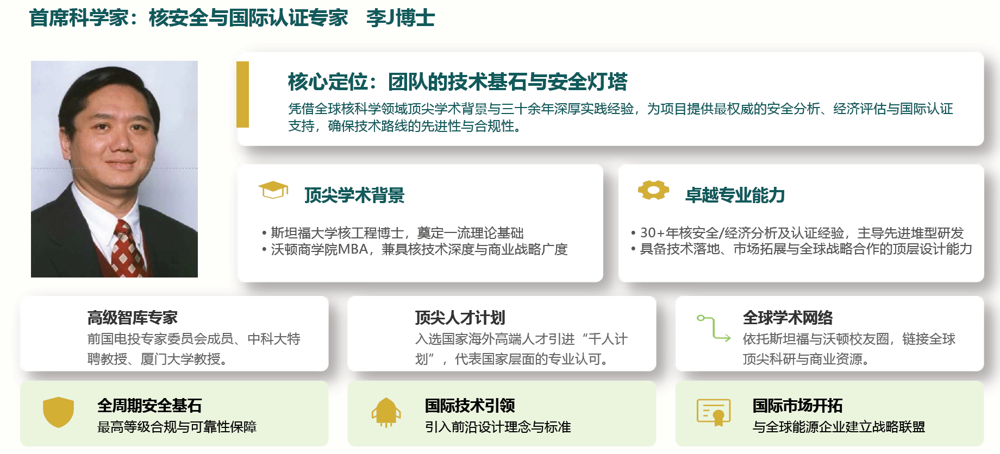 首席科学家：核安全与国际认证专家 李J博士
核心定位：团队的技术基石与安全灯塔
凭借全球核科学领域顶尖学术背景与三十余年深厚实践经验，为项目提供最权威的安全分析、经济评估与国际认证
支持，确保技术路线的先进性与合规性。
顶尖学术背景
• 斯坦福大学核工程博士，奠定一流理论基础
• 沃顿商学院MBA，兼具核技术深度与商业战略广度
卓越专业能力
• 30+年核安全/经济分析及认证经验，主导先进堆型研发
• 具备技术落地、市场拓展与全球战略合作的顶层设计能力
高级智库专家
前国电投专家委员会成员、中科大特
聘教授、厦门大学教授。
顶尖人才计划
入选国家海外高端人才引进“千人计
划”，代表国家层面的专业认可。
全球学术网络
依托斯坦福与沃顿校友圈，链接全球
顶尖科研与商业资源。
全周期安全基石
最高等级合规与可靠性保障
国际技术引领
引入前沿设计理念与标准
国际市场开拓
与全球能源企业建立战略联盟